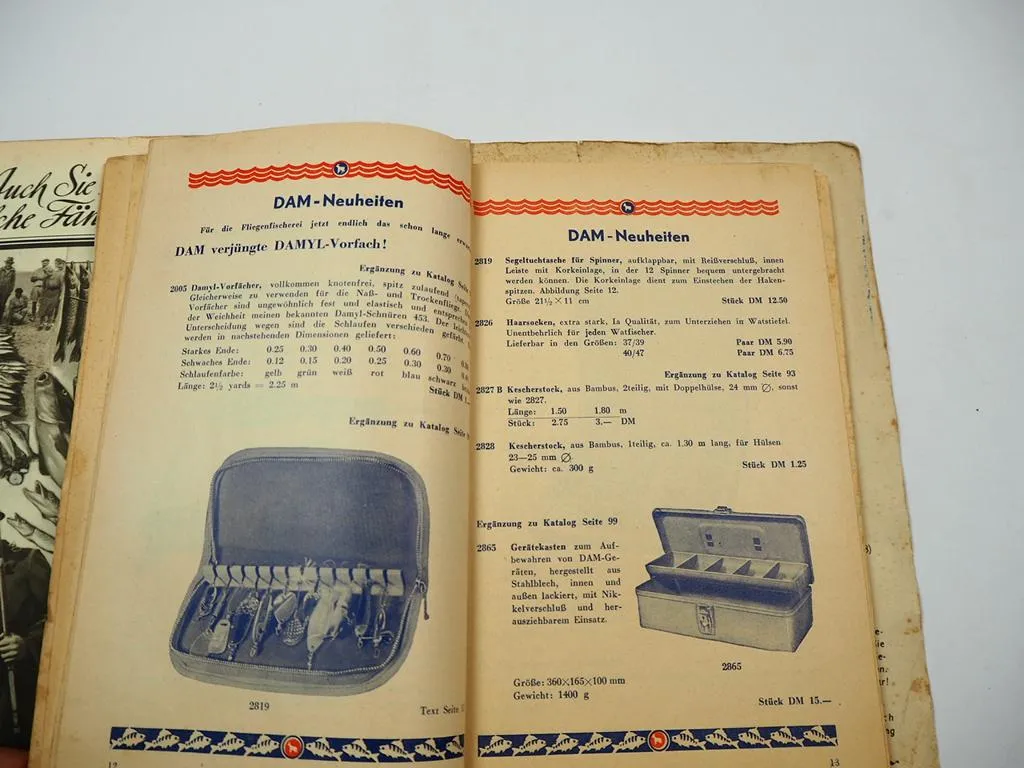 Auch Sie
DAM-Neuheiten
Für die Fliegenfischerei jetzt endlich das schon lange
DAM verjüngte DAMYL-Vorfach!
Ergänzung zu Katalog
2005 Damyl-Vorfächer, vollkommen knotenfrei, spitz zulaufend
Gleicherweise zu verwenden für die Naß- und Trockenfliege.
Vorfächer sind ungewöhnlich fest und elastisch und
der Weichheit meinen bekannten Damyl-Schnüren 453. Der
Unterscheidung wegen sind die Schlaufen verschieden gefärbt.
werden in nachstehenden Dimensionen geliefert:
Starkes Ende: 0.25 0.30 0.40 0.50 0.60 0.70
Schwaches Ende: 0.12 0.15 0.20 0.25 0.30 0.30
Schlaufenfarbe: gelb grün weiß rot blau schwarz
Länge: 2½ yards = 2.25 m
Stück DM
Ergänzung zu Katalog Seite
2819
Text Seite
12
DAM-Neuheiten
2819 Segeltuchtasche für Spinner, aufklappbar, mit Reißverschluß, innen
Leiste mit Korkeinlage, in der 12 Spinner bequem untergebracht
werden können. Die Korkeinlage dient zum Einstechen der Haken-
spitzen. Abbildung Seite 12.
Größe 21½×11 cm Stück DM 12.50
2826 Haarsocken, extra stark, Ia Qualität, zum Unterziehen in Watstiefel.
Unentbehrlich für jeden Watfischer.
Lieferbar in den Größen: 37/39 Paar DM 5.90
40/47 Paar DM 6.75
Ergänzung zu Katalog Seite 93
2827 B Kescherstock, aus Bambus, 2teilig, mit Doppelhülse, 24 mm ∅, sonst
wie 2827.
Länge: 1.50 1.80 m
Stück: 2.75 3.— DM
2828 Kescherstock, aus Bambus, 1teilig, ca. 1.30 m lang, für Hülsen
23—25 mm ∅.
Gewicht: ca. 300 g Stück DM 1.25
Ergänzung zu Katalog Seite 99
2865 Gerätekasten zum Auf-
bewahren von DAM-Ge-
räten, hergestellt aus
Stahlblech, innen und
außen lackiert, mit Nik-
kelverschluß und her-
ausziehbarem Einsatz.
2865
Größe: 360×165×100 mm
Gewicht: 1400 g
Stück DM 15.—
13